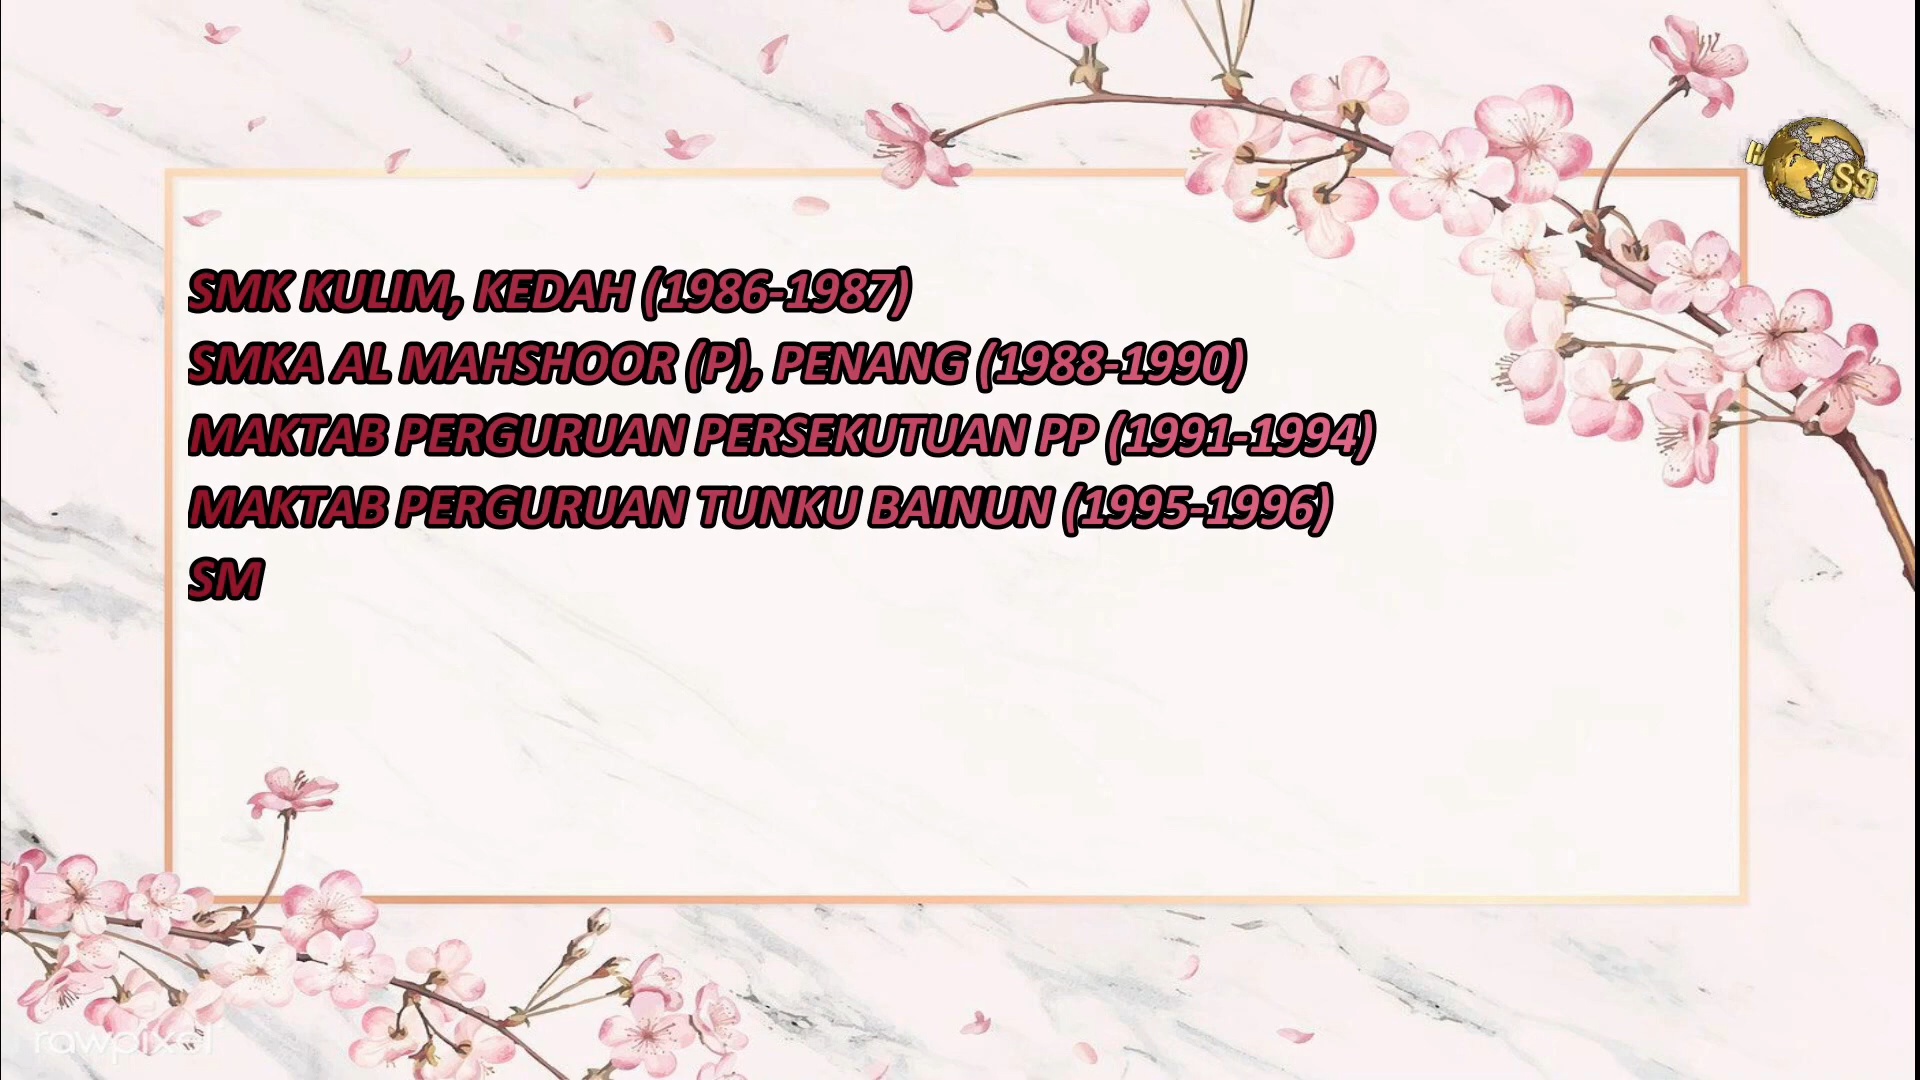 SMK KULIM, KEDAH (1986-1987)
SMKA AL MAHSHOOR (P), PENANG (1988-1990)
MAKTAB PERGURUAN PERSEKUTUAN PP (1991-1994)
MAKTAB PERGURUAN TUNKU BAINUN (1995-1996)
SM
rawpixel